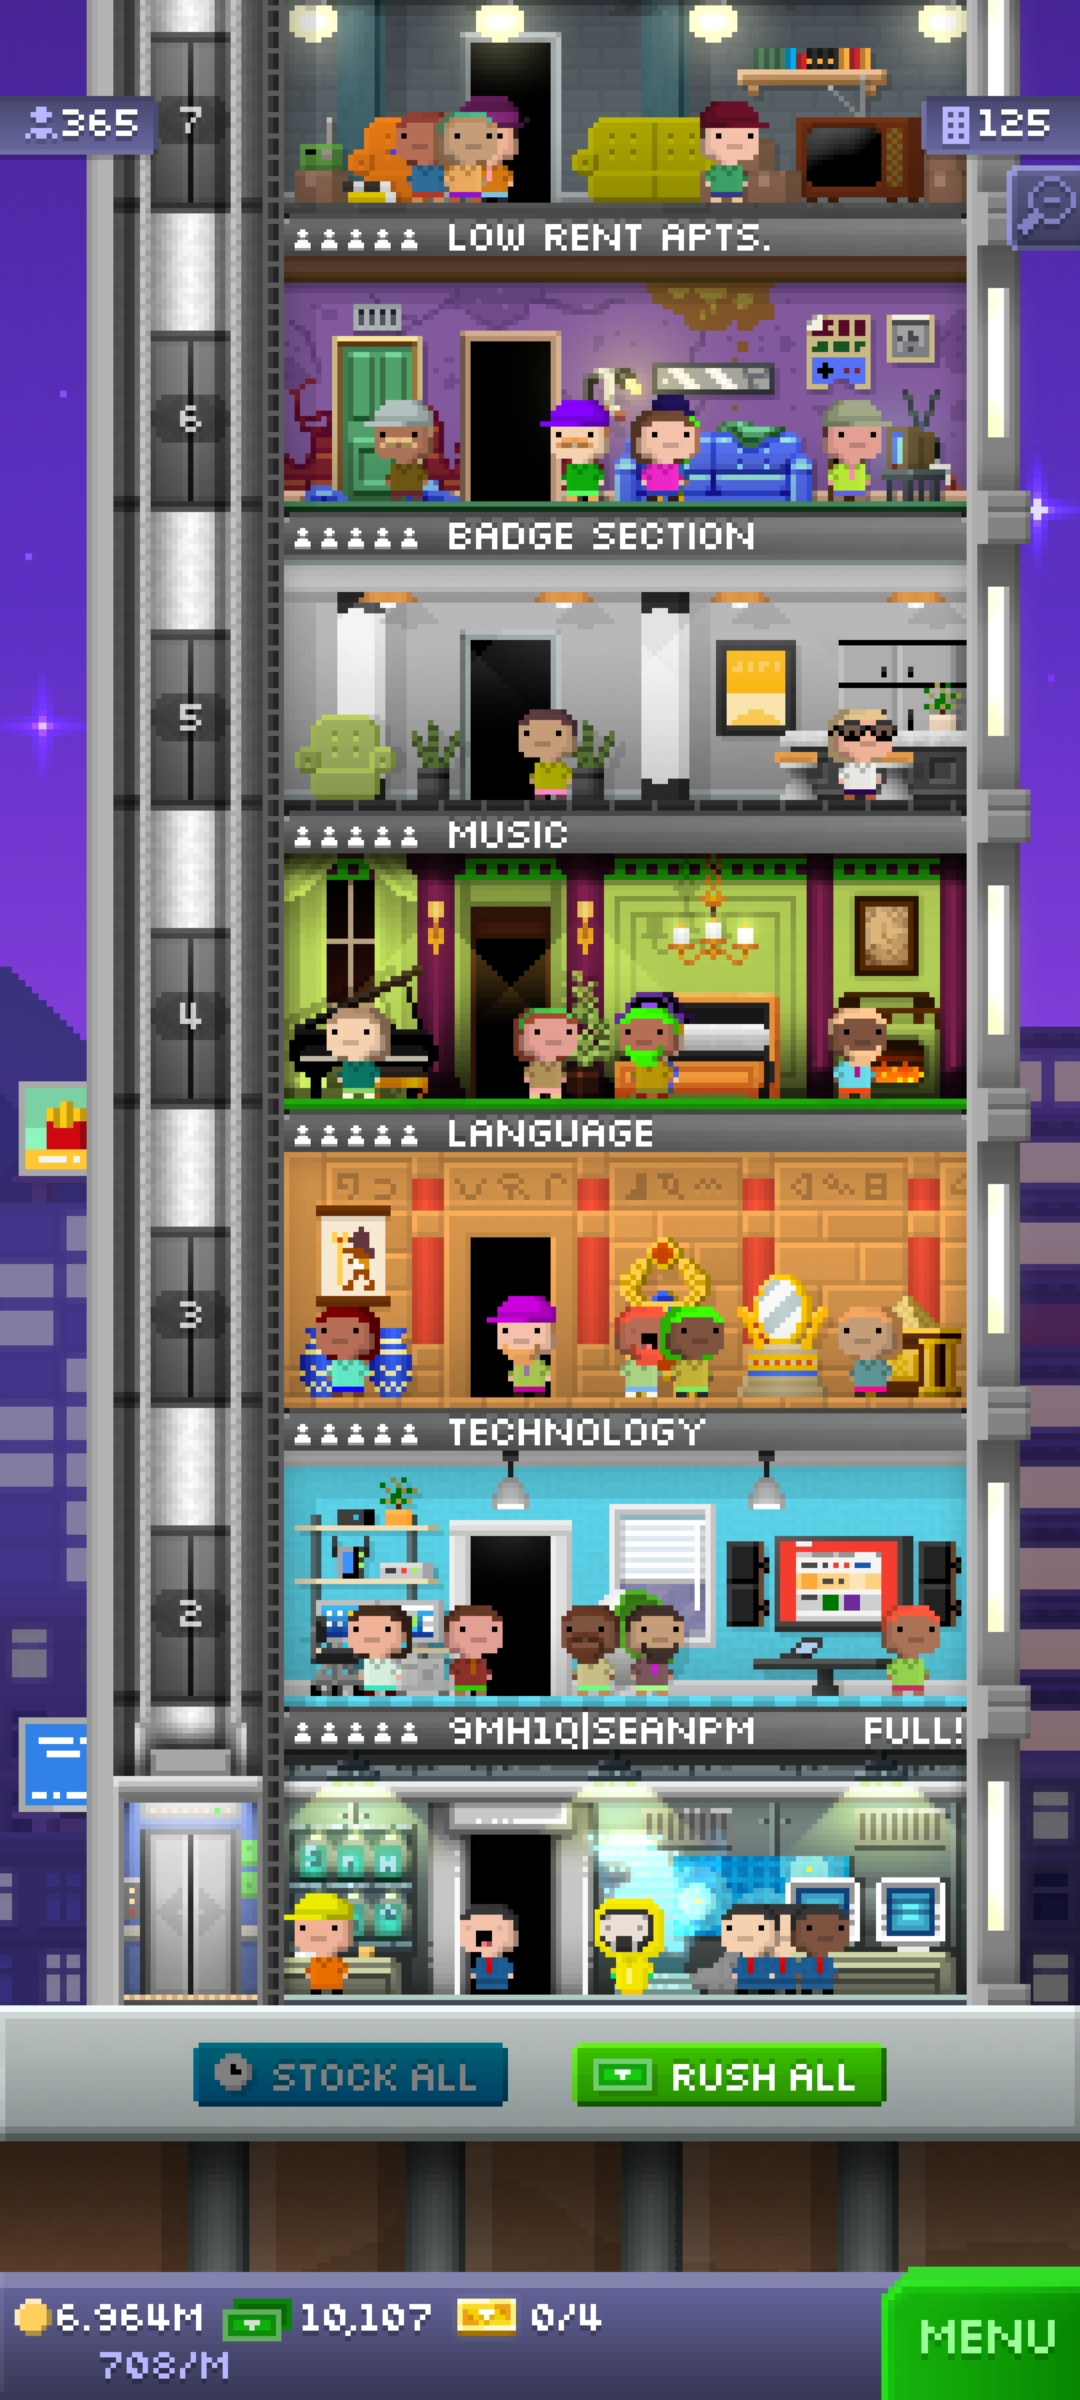 365
7
125
LOW RENT APTS.
6
BADGE SECTION
5
MUSIC
4
LANGUAGE
3
TECHNOLOGY
2
9MH1Q|SEANPM FULL!
STOCK ALL
RUSH ALL
6.964M 10,107 0/4
708/M
MENU